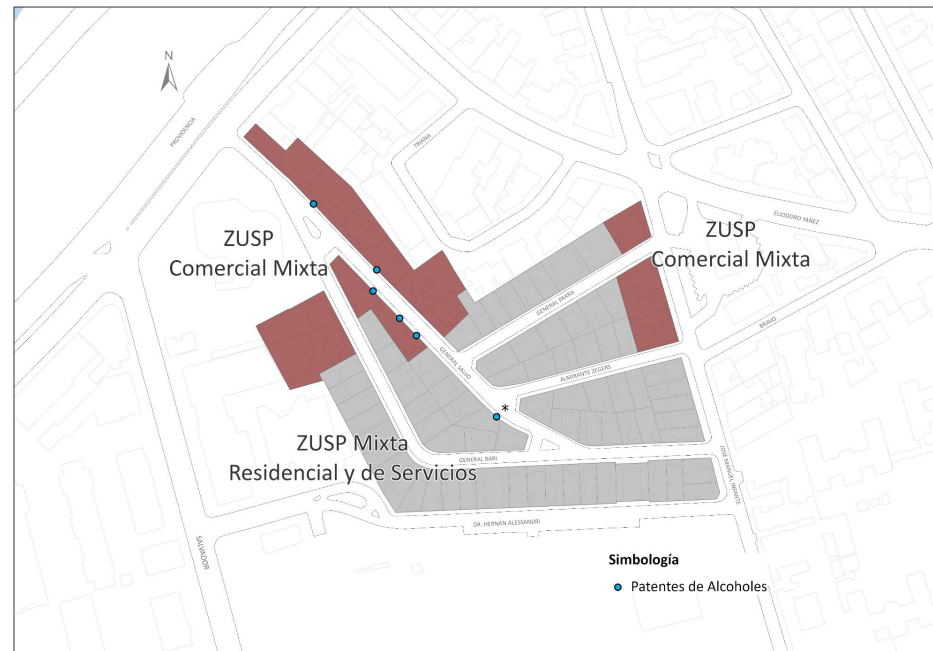 N
PROVIDENCIA
TRIANA
ELIODORO YAÑEZ
ZUSP
Comercial Mixta
ZUSP
Comercial Mixta
GENERAL PARRA
BRAVO
GENERAL SALVO
ALMIRANTE ZEGERS
*
ZUSP Mixta
Residencial y de Servicios
GENERAL BARI
JOSÉ MANUEL INFANTE
DR. HERNÁN ALESSANDRI
SALVADOR
Simbología
Patentes de Alcoholes